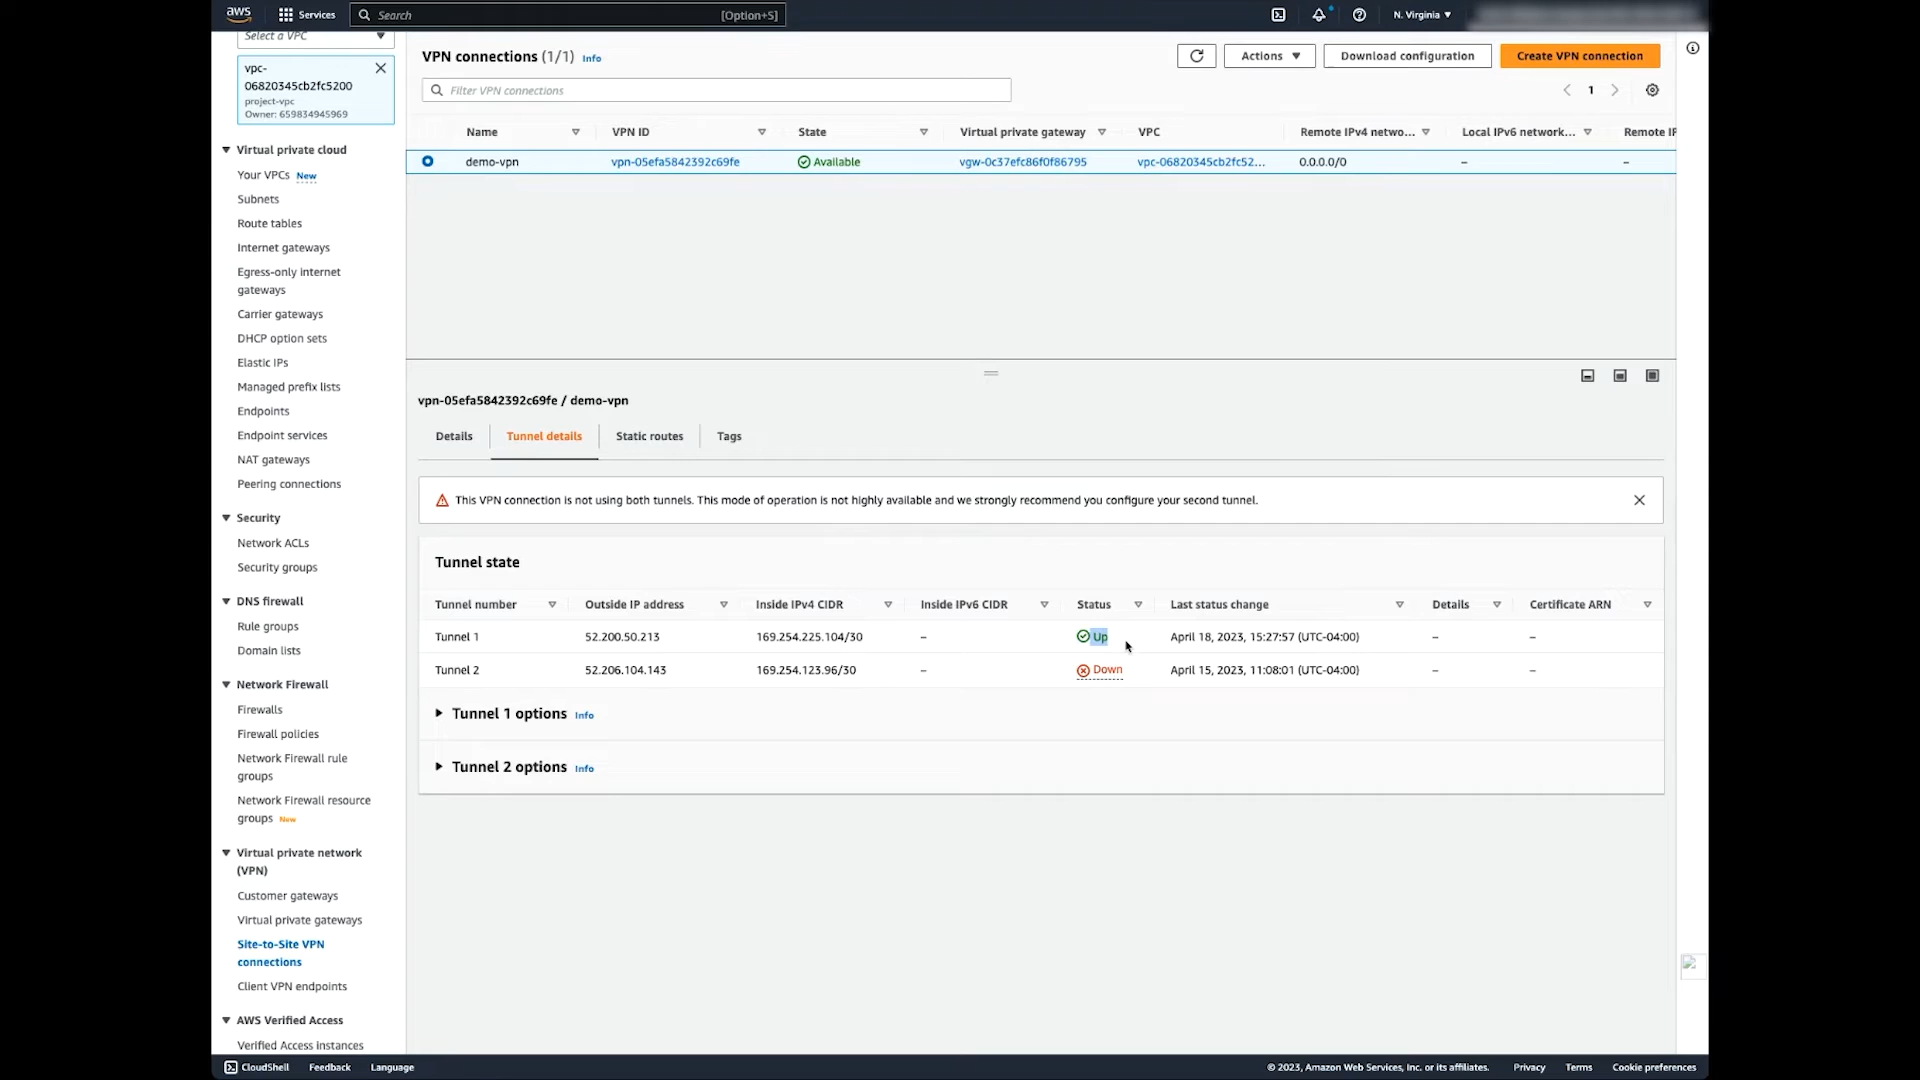 aws
Services
Search
[Option+S]
N. Virginia
Select a VPC
vpc-
06820345cb2fc5200
project-vpc
Owner: 659834945969
Virtual private cloud
Your VPCs New
Subnets
Route tables
Internet gateways
Egress-only internet
gateways
Carrier gateways
DHCP option sets
Elastic IPs
Managed prefix lists
Endpoints
Endpoint services
NAT gateways
Peering connections
Security
Network ACLs
Security groups
DNS firewall
Rule groups
Domain lists
Network Firewall
Firewalls
Firewall policies
Network Firewall rule
groups
Network Firewall resource
groups New
Virtual private network
(VPN)
Customer gateways
Virtual private gateways
Site-to-Site VPN
connections
Client VPN endpoints
AWS Verified Access
Verified Access instances
VPN connections (1/1) Info
Actions
Download configuration
Create VPN connection
Filter VPN connections
1
Name VPN ID State Virtual private gateway VPC Remote IPv4 netwo... Local IPv6 network... Remote IP
demo-vpn vpn-05efa5842392c69fe Available vgw-0c37efc86f0f86795 vpc-06820345cb2fc52... 0.0.0.0/0 – –
vpn-05efa5842392c69fe / demo-vpn
Details Tunnel details Static routes Tags
This VPN connection is not using both tunnels. This mode of operation is not highly available and we strongly recommend you configure your second tunnel.
Tunnel state
Tunnel number Outside IP address Inside IPv4 CIDR Inside IPv6 CIDR Status Last status change Details Certificate ARN
Tunnel 1 52.200.50.213 169.254.225.104/30 – Up April 18, 2023, 15:27:57 (UTC-04:00) – –
Tunnel 2 52.206.104.143 169.254.123.96/30 – Down April 15, 2023, 11:08:01 (UTC-04:00) – –
Tunnel 1 options Info
Tunnel 2 options Info
CloudShell Feedback Language
© 2023, Amazon Web Services, Inc. or its affiliates. Privacy Terms Cookie preferences